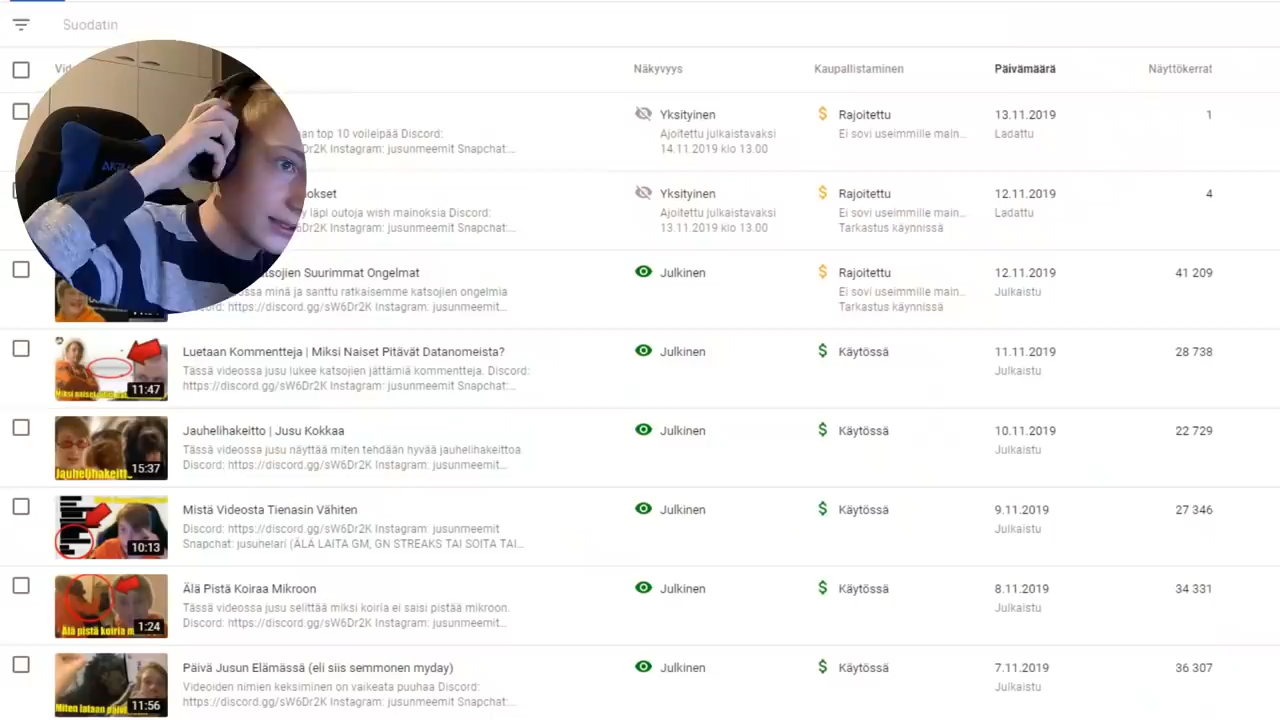 Suodatin
Näkyvyys Kaupallistaminen Päivämäärä Näyttökerrat
Yksityinen Rajoitettu 13.11.2019 1
top 10 voileipää Discord: Ajoitettu julkaistavaksi Ei sovi useimmille main... Ladattu
Instagram: jusunmeemit Snapchat:... 14.11.2019 klo 13.00
Yksityinen Rajoitettu 12.11.2019 4
läpi outoja wish mainoksia Discord: Ajoitettu julkaistavaksi Ei sovi useimmille main... Ladattu
Instagram: jusunmeemit Snapchat:... 13.11.2019 klo 13.00 Tarkastus käynnissä
Suurimmat Ongelmat Julkinen Rajoitettu 12.11.2019 41 209
minä ja santtu ratkaisemme katsojien ongelmia Ei sovi useimmille main... Julkaistu
https://discord.gg/sW6Dr2K Instagram: jusunmeemit... Tarkastus käynnissä
Luetaan Kommentteja | Miksi Naiset Pitävät Datanomeista? Julkinen Käytössä 11.11.2019 28 738
Tässä videossa jusu lukee katsojien jättämiä kommentteja. Discord: Julkaistu
11:47 https://discord.gg/sW6Dr2K Instagram: jusunmeemit Snapchat:...
Jauhelihakeitto | Jusu Kokkaa Julkinen Käytössä 10.11.2019 22 729
Tässä videossa jusu näyttää miten tehdään hyvää jauhelihakeittoa Julkaistu
15:37 Discord: https://discord.gg/sW6Dr2K Instagram: jusunmeemit...
Mistä Videosta Tienasin Vähiten Julkinen Käytössä 9.11.2019 27 346
Discord: https://discord.gg/sW6Dr2K Instagram: jusunmeemit Julkaistu
10:13 Snapchat: jusuhelari (ÄLÄ LAITA GM, GN STREAKS TAI SOITA TAI...
Älä Pistä Koiraa Mikroon Julkinen Käytössä 8.11.2019 34 331
Tässä videossa jusu selittää miksi koiria ei saisi pistää mikroon. Julkaistu
Älä pistä koiria 1:24 Discord: https://discord.gg/sW6Dr2K Instagram: jusunmeemit...
Päivä Jusun Elämässä (eli siis semmonen myday) Julkinen Käytössä 7.11.2019 36 307
Videoiden nimien keksiminen on vaikeata puuhaa Discord: Julkaistu
Miten lataan 11:56 https://discord.gg/sW6Dr2K Instagram: jusunmeemit Snapchat:...